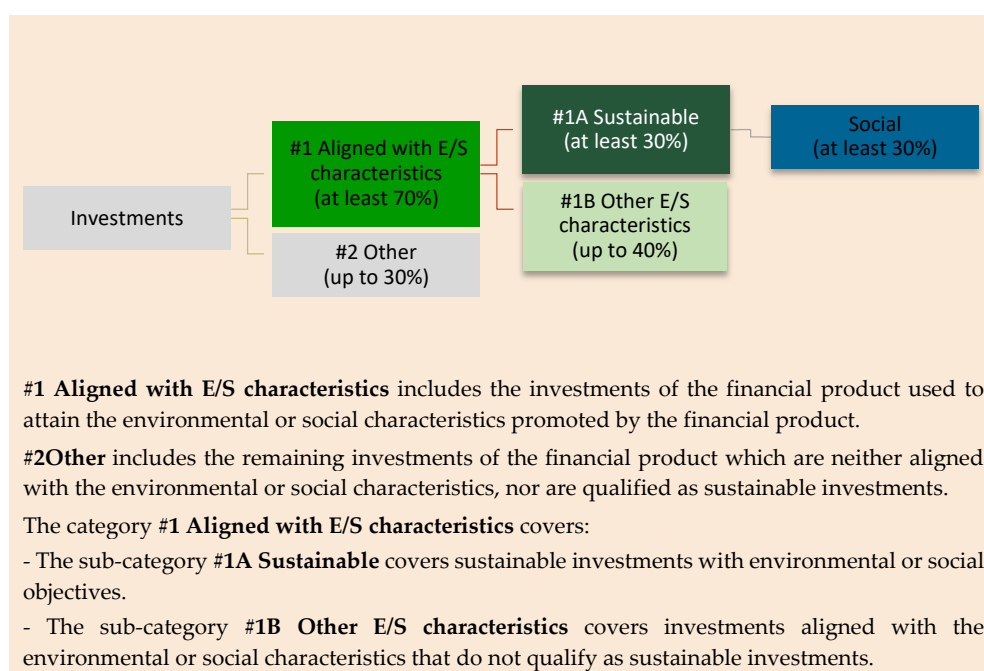 Investments
#1 Aligned with E/S
characteristics
(at least 70%)
#2 Other
(up to 30%)
#1A Sustainable
(at least 30%)
#1B Other E/S
characteristics
(up to 40%)
Social
(at least 30%)
#1 Aligned with E/S characteristics includes the investments of the financial product used to
attain the environmental or social characteristics promoted by the financial product.
#2Other includes the remaining investments of the financial product which are neither aligned
with the environmental or social characteristics, nor are qualified as sustainable investments.
The category #1 Aligned with E/S characteristics covers:
- The sub-category #1A Sustainable covers sustainable investments with environmental or social
objectives.
- The sub-category #1B Other E/S characteristics covers investments aligned with the
environmental or social characteristics that do not qualify as sustainable investments.